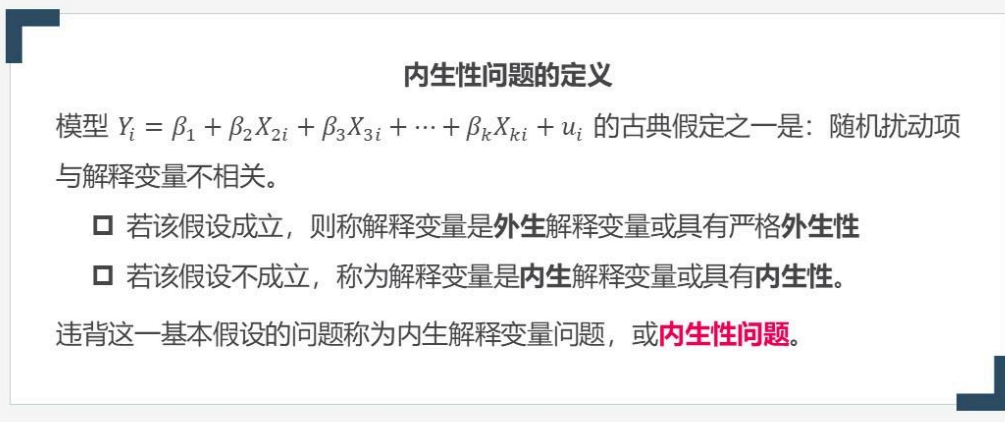 内生性问题的定义
模型 Yᵢ = β₁ + β₂X₂ᵢ + β₃X₃ᵢ + ⋯ + βₖXₖᵢ + uᵢ 的古典假定之一是：随机扰动项
与解释变量不相关。
□ 若该假设成立，则称解释变量是外生解释变量或具有严格外生性
□ 若该假设不成立，称为解释变量是内生解释变量或具有内生性。
违背这一基本假设的问题称为内生解释变量问题，或内生性问题。